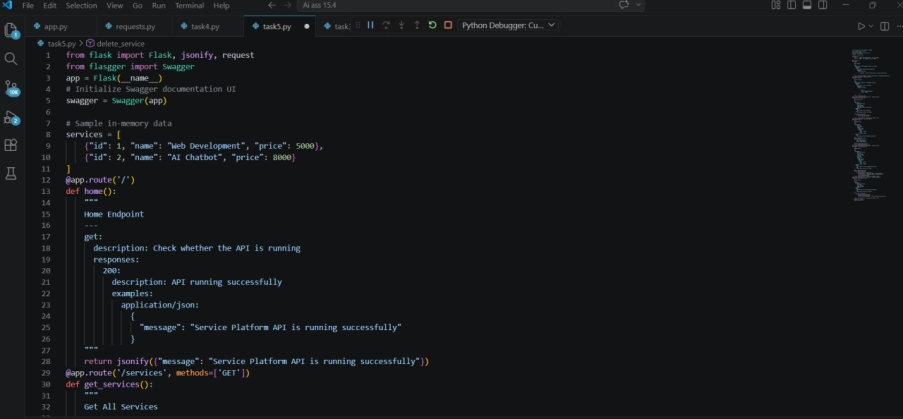 File Edit Selection View Go Run Terminal Help Ai ass 15.4
app.py requests.py task4.py task5.py task: Python Debugger: Cu...
task5.py > delete_service
1 from flask import Flask, jsonify, request
2 from flasgger import Swagger
3 app = Flask(__name__)
4 # Initialize Swagger documentation UI
5 swagger = Swagger(app)
6
7 # Sample in-memory data
8 services = [
9 {"id": 1, "name": "Web Development", "price": 5000},
10 {"id": 2, "name": "AI Chatbot", "price": 8000}
11 ]
12 @app.route('/')
13 def home():
14 """
15 Home Endpoint
16 ---
17 get:
18 description: Check whether the API is running
19 responses:
20 200:
21 description: API running successfully
22 examples:
23 application/json:
24 {
25 "message": "Service Platform API is running successfully"
26 }
27 """
28 return jsonify({"message": "Service Platform API is running successfully"})
29 @app.route('/services', methods=['GET'])
30 def get_services():
31 """
32 Get All Services